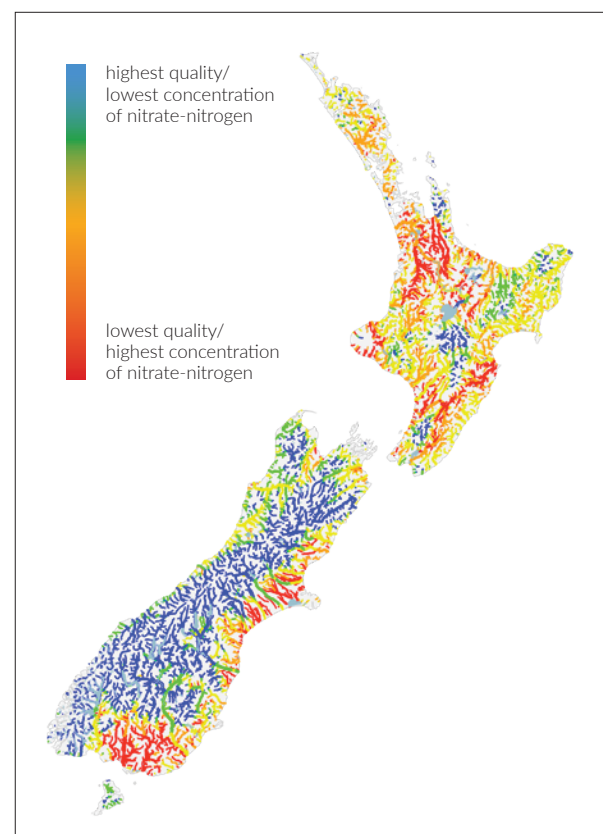 highest quality/
lowest concentration
of nitrate-nitrogen
lowest quality/
highest concentration
of nitrate-nitrogen